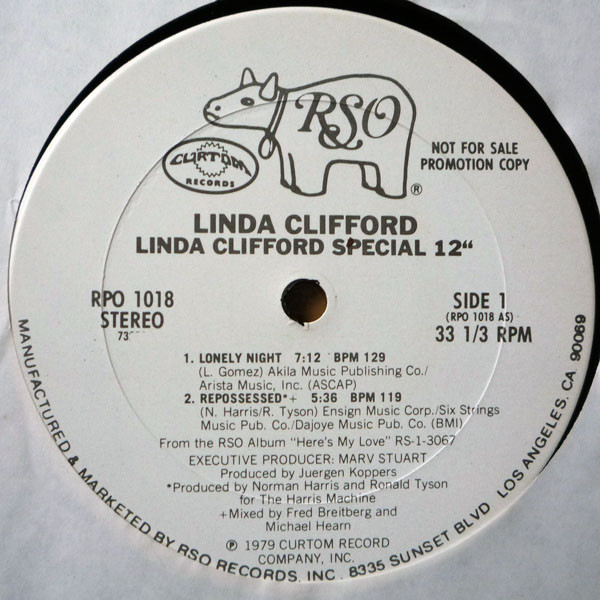 RSO
CURTOM
RECORDS
®
NOT FOR SALE
PROMOTION COPY
LINDA CLIFFORD
LINDA CLIFFORD SPECIAL 12"
RPO 1018
STEREO
73
SIDE 1
(RPO 1018 AS)
33 1/3 RPM
1. LONELY NIGHT 7:12 BPM 129
(L. Gomez) Akila Music Publishing Co./
Arista Music, Inc. (ASCAP)
2. REPOSSESSED*+ 5:36 BPM 119
(N. Harris/R. Tyson) Ensign Music Corp./Six Strings
Music Pub. Co./Dajoye Music Pub. Co. (BMI)
From the RSO Album "Here's My Love" RS-1-3067
EXECUTIVE PRODUCER: MARV STUART
Produced by Juergen Koppers
*Produced by Norman Harris and Ronald Tyson
for The Harris Machine
+Mixed by Fred Breitberg and
Michael Hearn
℗ 1979 CURTOM RECORD
COMPANY, INC.
MANUFACTURED & MARKETED BY RSO RECORDS, INC. 8335 SUNSET BLVD LOS ANGELES, CA 90069